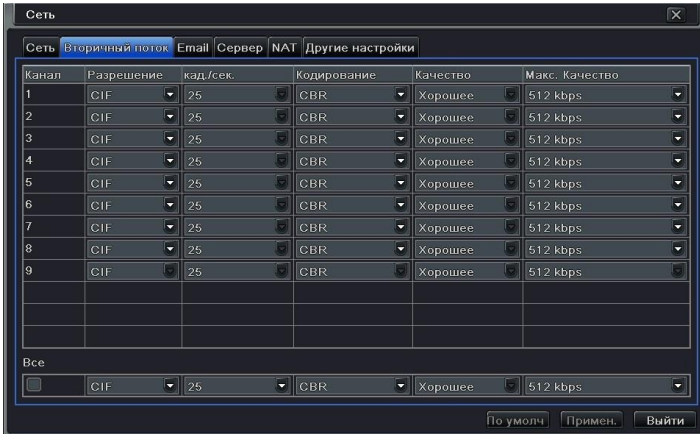 Сеть
Сеть Вторичный поток Email Сервер NAT Другие настройки
Канал Разрешение кад./сек. Кодирование Качество Макс. Качество
1 CIF 25 CBR Хорошее 512 kbps
2 CIF 25 CBR Хорошее 512 kbps
3 CIF 25 CBR Хорошее 512 kbps
4 CIF 25 CBR Хорошее 512 kbps
5 CIF 25 CBR Хорошее 512 kbps
6 CIF 25 CBR Хорошее 512 kbps
7 CIF 25 CBR Хорошее 512 kbps
8 CIF 25 CBR Хорошее 512 kbps
9 CIF 25 CBR Хорошее 512 kbps
Все
CIF 25 CBR Хорошее 512 kbps
По умолч Примен. Выйти